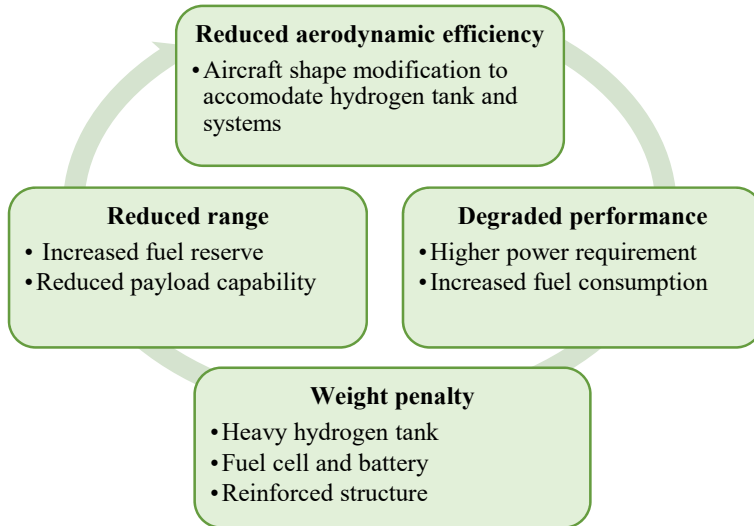 Reduced aerodynamic efficiency
•Aircraft shape modification to
accomodate hydrogen tank and
systems
Reduced range
• Increased fuel reserve
•Reduced payload capability
Degraded performance
•Higher power requirement
•Increased fuel consumption
Weight penalty
•Heavy hydrogen tank
•Fuel cell and battery
•Reinforced structure